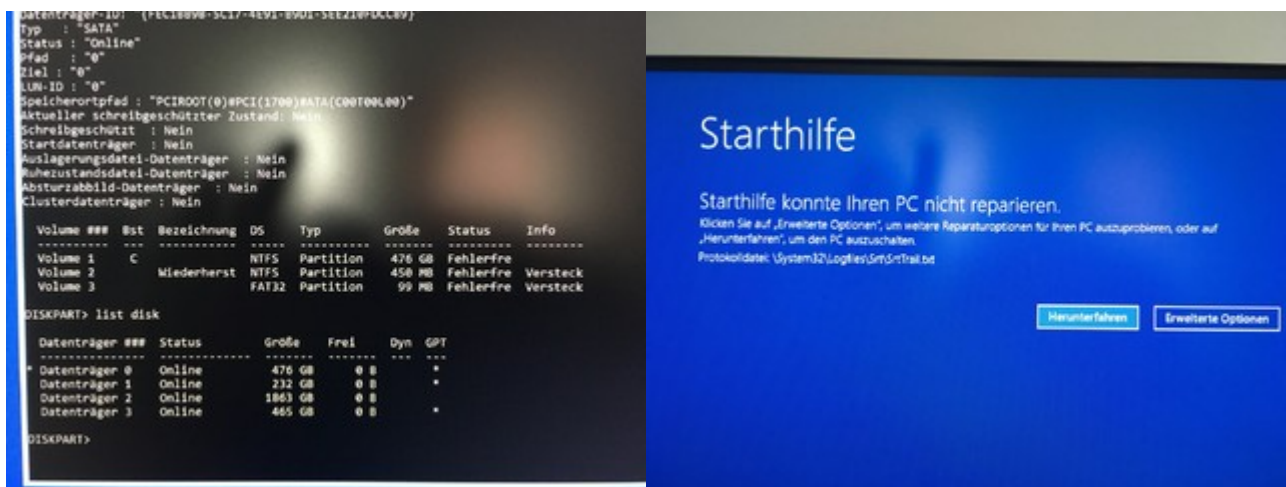 Datenträger-ID:
Typ : "SATA"
Status : "Online"
Pfad : "0"
Ziel : "0"
LUN-ID : "0"
Speicherortpfad : "PCIROOT(0)#PCI(1700)#ATA(C00T00L00)"
Aktueller schreibgeschützter Zustand: Nein
Schreibgeschützt : Nein
Startdatenträger : Nein
Auslagerungsdatei-Datenträger : Nein
Ruhezustandsdatei-Datenträger : Nein
Absturzabbild-Datenträger : Nein
Clusterdatenträger : Nein
Volume ### Bst Bezeichnung DS Typ Größe Status Info
---------- --- ----------- ----- ---------- ------- --------- --------
Volume 1 C NTFS Partition 476 GB Fehlerfre
Volume 2 Wiederherst NTFS Partition 450 MB Fehlerfre Versteck
Volume 3 FAT32 Partition 99 MB Fehlerfre Versteck
DISKPART> list disk
Datenträger ### Status Größe Frei Dyn GPT
--------------- ------------- ------- ------- --- ---
* Datenträger 0 Online 476 GB 0 B *
Datenträger 1 Online 232 GB 0 B *
Datenträger 2 Online 1863 GB 0 B
Datenträger 3 Online 465 GB 0 B *
DISKPART>
Starthilfe
Starthilfe konnte Ihren PC nicht reparieren.
Klicken Sie auf „Erweiterte Optionen", um weitere Reparaturoptionen für Ihren PC auszuprobieren, oder auf
„Herunterfahren", um den PC auszuschalten.
Protokolldatei: \System32\Logfiles\Srt\SrtTrail.txt
Herunterfahren Erweiterte Optionen